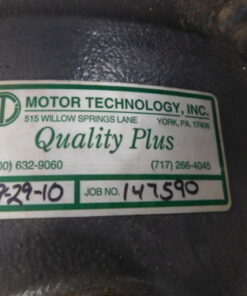 MOTOR TECHNOLOGY, INC.
515 WILLOW SPRINGS LANE YORK, PA. 17406
Quality Plus
00) 632-9060 (717) 266-4045
9-29-10 JOB NO. 147590